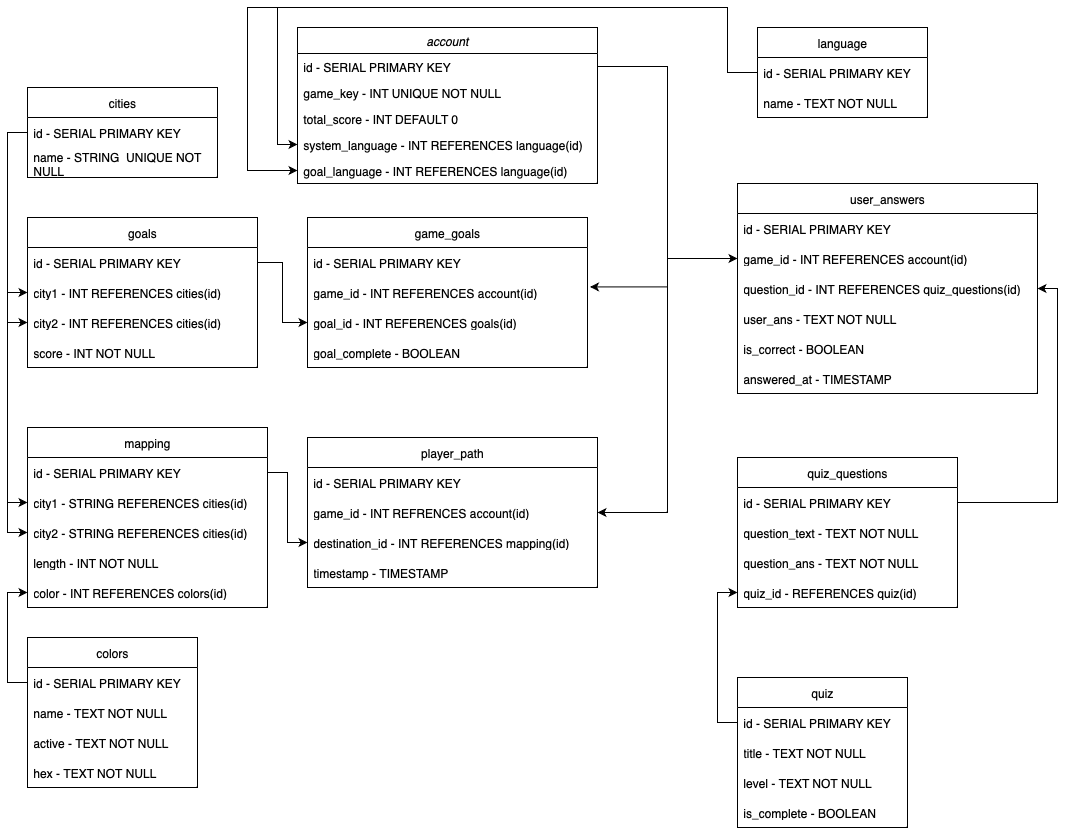 account
id - SERIAL PRIMARY KEY
game_key - INT UNIQUE NOT NULL
total_score - INT DEFAULT 0
system_language - INT REFERENCES language(id)
goal_language - INT REFERENCES language(id)
language
id - SERIAL PRIMARY KEY
name - TEXT NOT NULL
cities
id - SERIAL PRIMARY KEY
name - STRING  UNIQUE NOT
NULL
user_answers
id - SERIAL PRIMARY KEY
game_id - INT REFERENCES account(id)
question_id - INT REFERENCES quiz_questions(id)
user_ans - TEXT NOT NULL
is_correct - BOOLEAN
answered_at - TIMESTAMP
goals
id - SERIAL PRIMARY KEY
city1 - INT REFERENCES cities(id)
city2 - INT REFERENCES cities(id)
score - INT NOT NULL
game_goals
id - SERIAL PRIMARY KEY
game_id - INT REFERENCES account(id)
goal_id - INT REFERENCES goals(id)
goal_complete - BOOLEAN
mapping
id - SERIAL PRIMARY KEY
city1 - STRING REFERENCES cities(id)
city2 - STRING REFERENCES cities(id)
length - INT NOT NULL
color - INT REFERENCES colors(id)
player_path
id - SERIAL PRIMARY KEY
game_id - INT REFRENCES account(id)
destination_id - INT REFERENCES mapping(id)
timestamp - TIMESTAMP
quiz_questions
id - SERIAL PRIMARY KEY
question_text - TEXT NOT NULL
question_ans - TEXT NOT NULL
quiz_id - REFERENCES quiz(id)
colors
id - SERIAL PRIMARY KEY
name - TEXT NOT NULL
active - TEXT NOT NULL
hex - TEXT NOT NULL
quiz
id - SERIAL PRIMARY KEY
title - TEXT NOT NULL
level - TEXT NOT NULL
is_complete - BOOLEAN